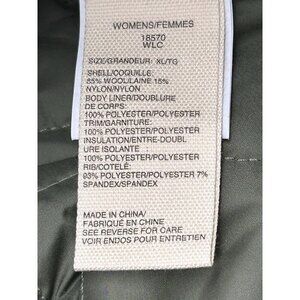 WOMENS/FEMMES
18570
WLC
SIZE/GRANDEUR: XL/TG
SHELL/COQUILLE:
85% WOOL/LAINE 15%
NYLON/NYLON
BODY LINER/DOUBLURE
DE CORPS:
100% POLYESTER/POLYESTER
TRIM/GARNITURE:
100% POLYESTER/POLYESTER
INSULATION/ENTRE-DOUBL
URE ISOLANTE:
100% POLYESTER/POLYESTER
RIB/COTELÉ:
93% POLYESTER/POLYESTER 7%
SPANDEX/SPANDEX
MADE IN CHINA/
FABRIQUÉ EN CHINE
SEE REVERSE FOR CARE
VOIR ENDOS POUR ENTRETIEN